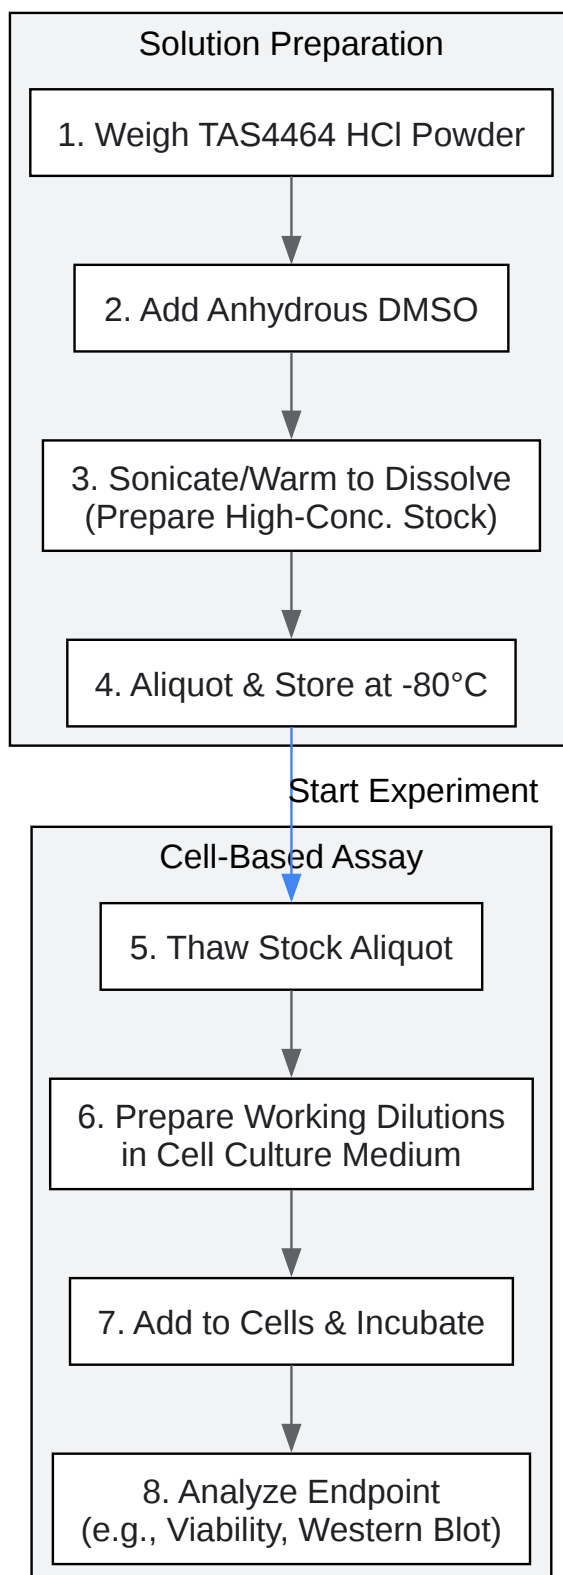 Solution Preparation
1. Weigh TAS4464 HCl Powder
2. Add Anhydrous DMSO
3. Sonicate/Warm to Dissolve
(Prepare High-Conc. Stock)
4. Aliquot & Store at -80°C
Start Experiment
Cell-Based Assay
5. Thaw Stock Aliquot
6. Prepare Working Dilutions
in Cell Culture Medium
7. Add to Cells & Incubate
8. Analyze Endpoint
(e.g., Viability, Western Blot)